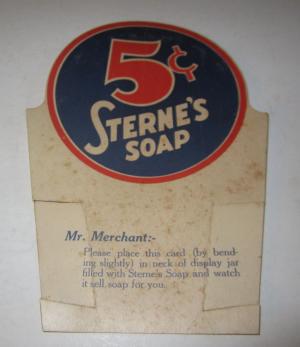 5¢
STERNE'S
SOAP
Mr. Merchant:-
Please place this card (by bend-
ing slightly) in neck of display jar
filled with Sterne's Soap and watch
it sell soap for you.